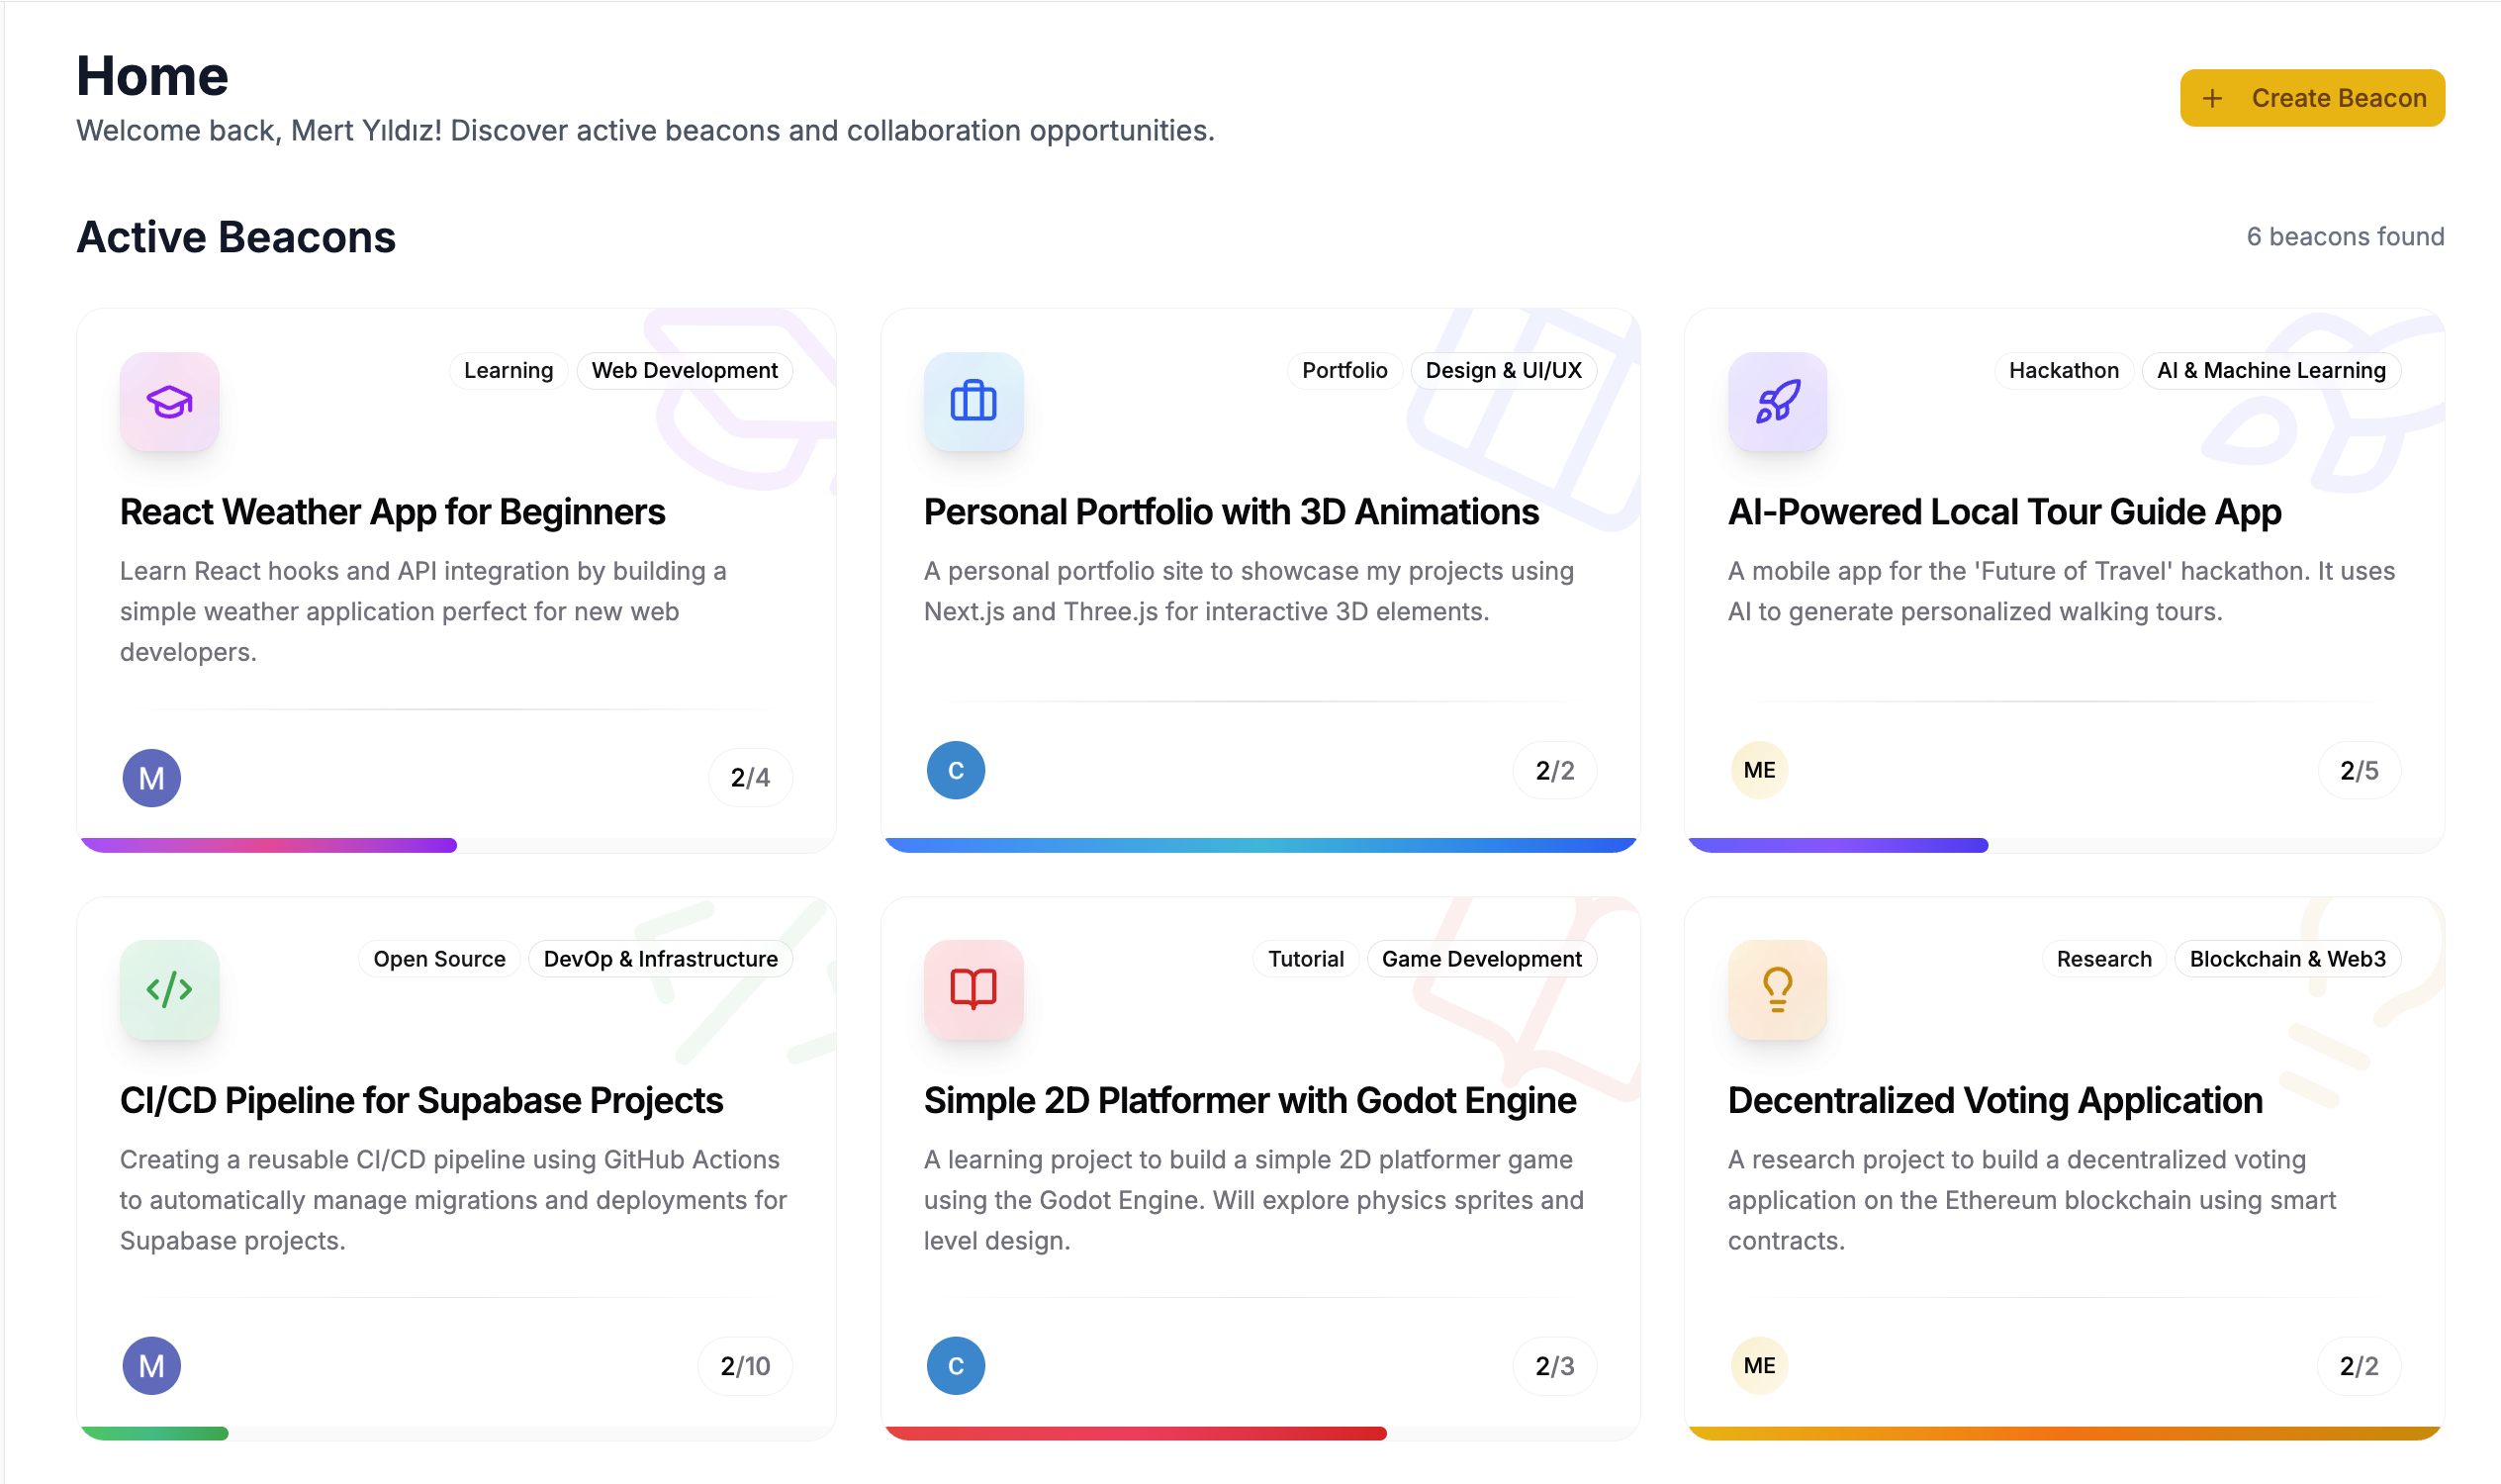 Home
Create Beacon
Welcome back, Mert Yıldız! Discover active beacons and collaboration opportunities.
Active Beacons
6 beacons found
Learning
Web Development
React Weather App for Beginners
Learn React hooks and API integration by building a
simple weather application perfect for new web
developers.
M
2/4
Portfolio
Design & UI/UX
Personal Portfolio with 3D Animations
A personal portfolio site to showcase my projects using
Next.js and Three.js for interactive 3D elements.
C
2/2
Hackathon
AI & Machine Learning
AI-Powered Local Tour Guide App
A mobile app for the 'Future of Travel' hackathon. It uses
AI to generate personalized walking tours.
ME
2/5
Open Source
DevOp & Infrastructure
CI/CD Pipeline for Supabase Projects
Creating a reusable CI/CD pipeline using GitHub Actions
to automatically manage migrations and deployments for
Supabase projects.
M
2/10
Tutorial
Game Development
Simple 2D Platformer with Godot Engine
A learning project to build a simple 2D platformer game
using the Godot Engine. Will explore physics sprites and
level design.
C
2/3
Research
Blockchain & Web3
Decentralized Voting Application
A research project to build a decentralized voting
application on the Ethereum blockchain using smart
contracts.
ME
2/2